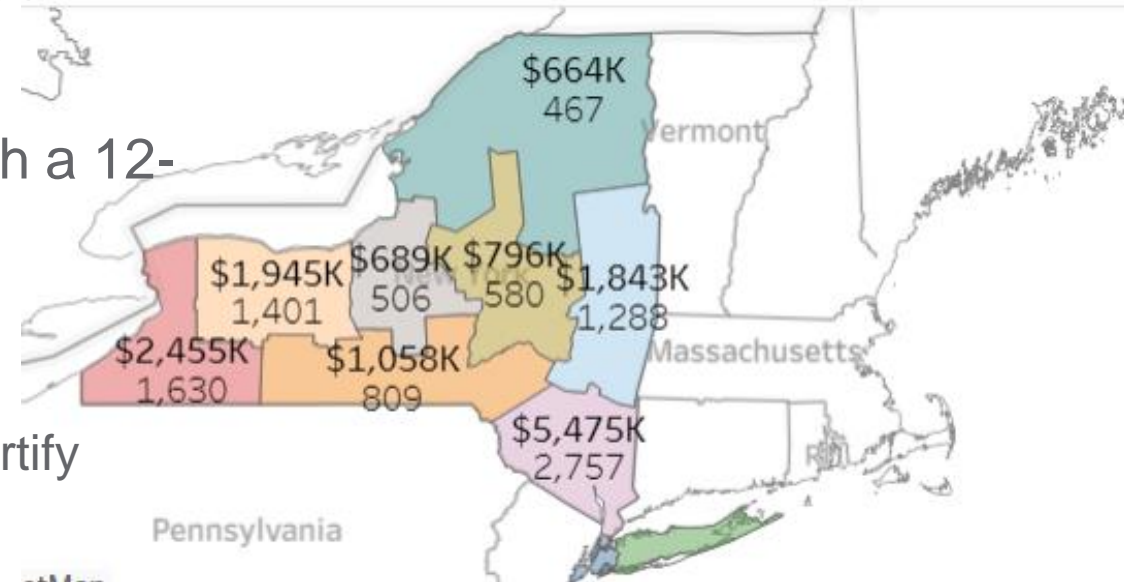 $664K
467
Vermont
h a 12-
$689K
506
$796K
580
$1,945K
1,401
$1,843K
1,288
$2,455K
1,630
$1,058K
809
Massachusetts
$5,475K
2,757
rtify
Pennsylvania